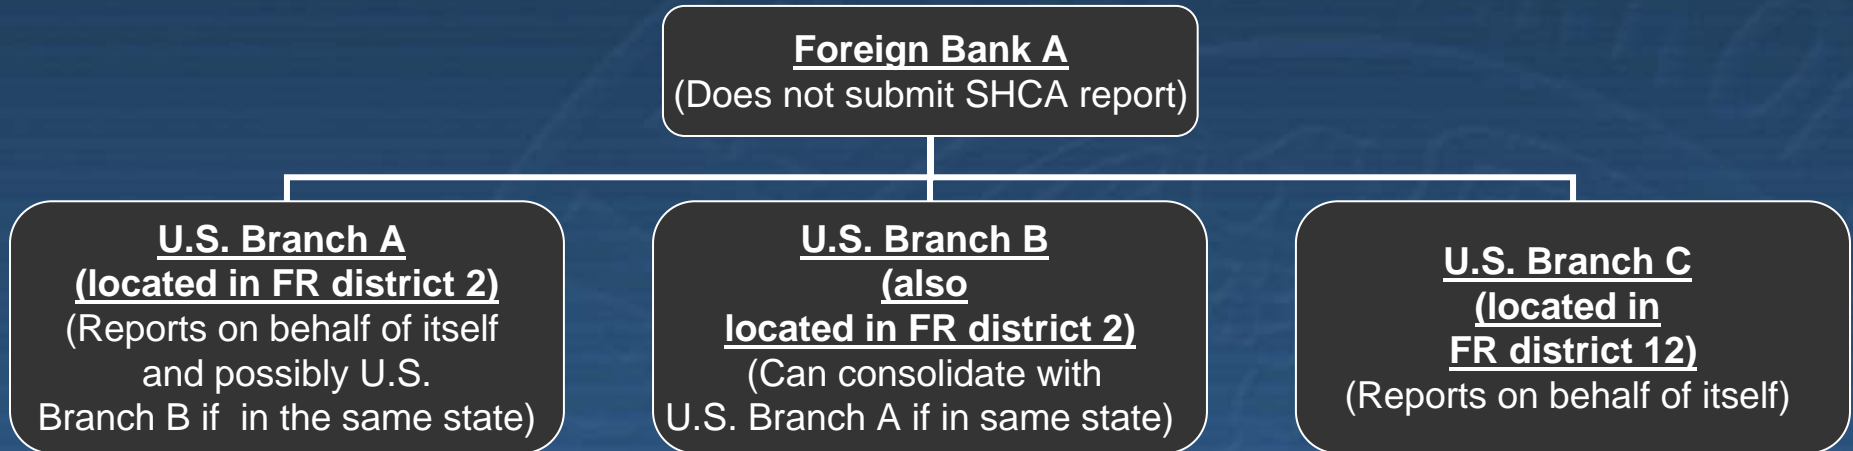 Foreign Bank A
(Does not submit SHCA report)
U.S. Branch A
(located in FR district 2)
(Reports on behalf of itself
and possibly U.S.
Branch B if in the same state)
U.S. Branch B
(also
located in FR district 2)
(Can consolidate with
U.S. Branch A if in same state)
U.S. Branch C
(located in
FR district 12)
(Reports on behalf of itself)